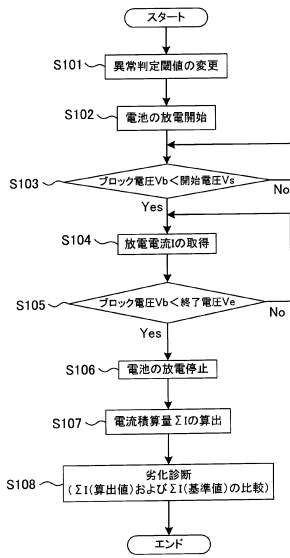 スタート
S101
異常判定閾値の変更
S102
電池の放電開始
S103
ブロック電圧Vb<開始電圧Vs
No
Yes
S104
放電電流Iの取得
S105
ブロック電圧Vb<終了電圧Ve
No
Yes
S106
電池の放電停止
S107
電流積算量ΣIの算出
S108
劣化診断
(ΣI(算出値)およびΣI(基準値)の比較)
エンド